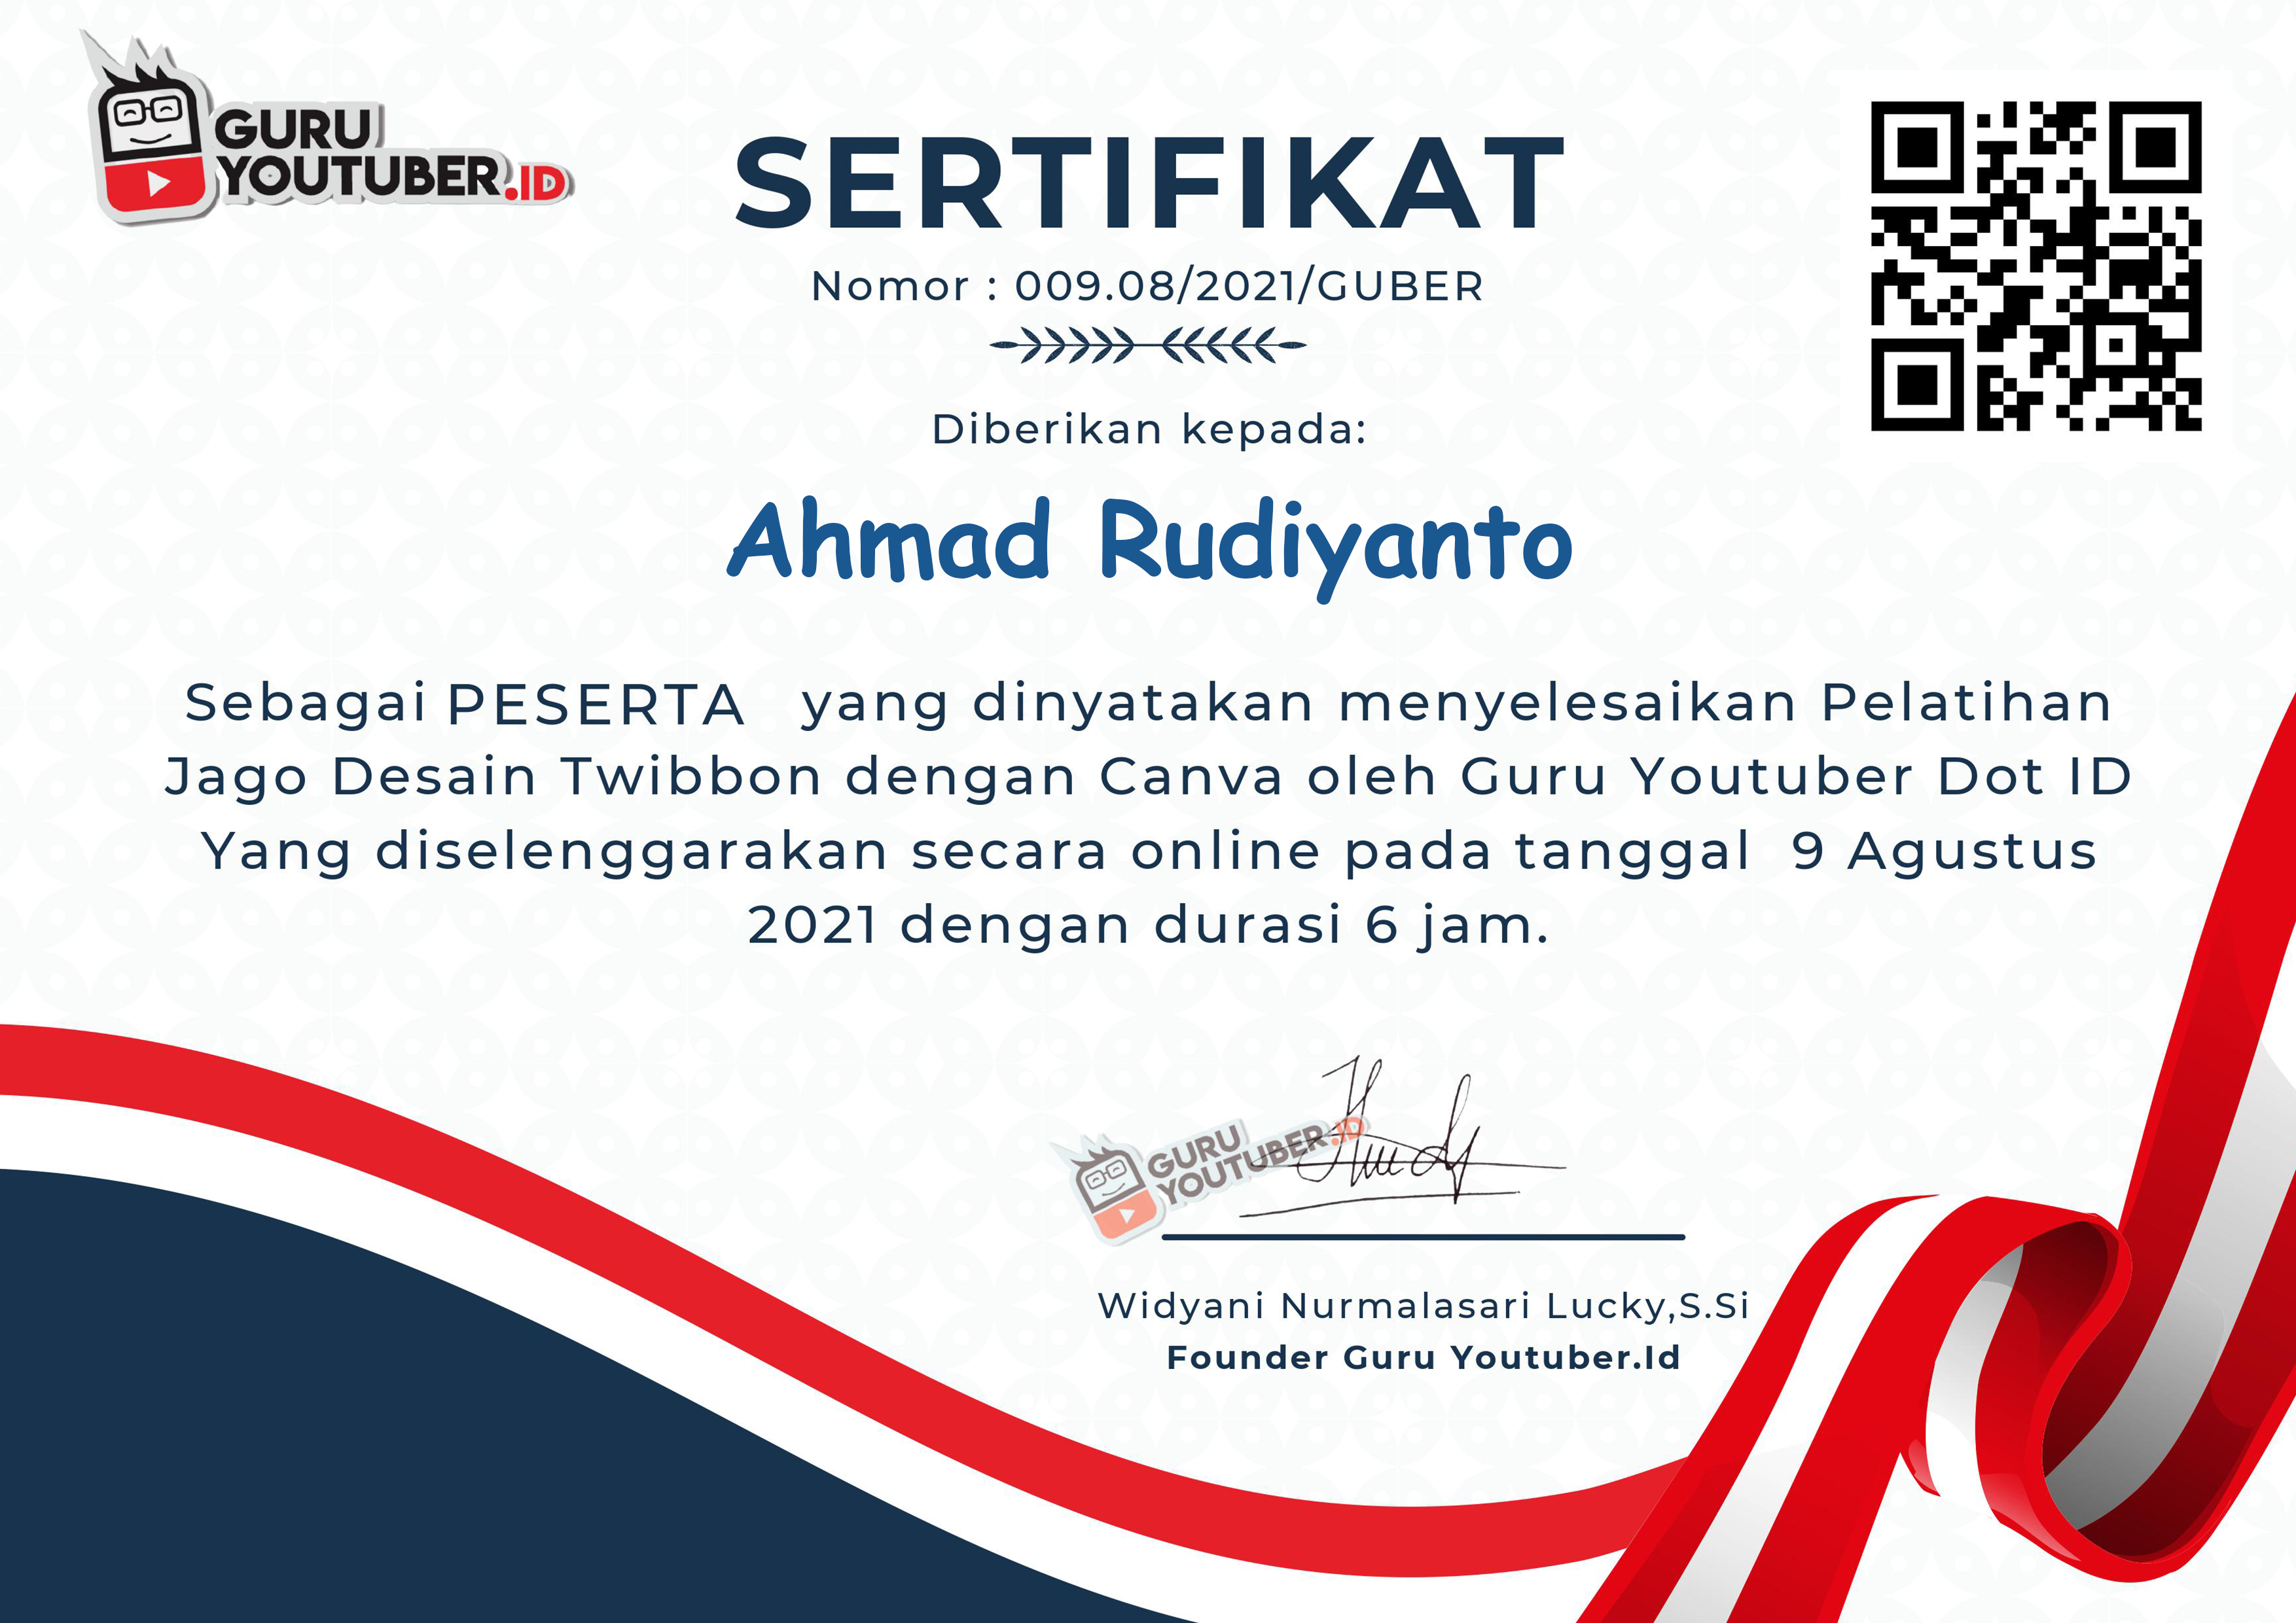 GURU
YOUTUBER.ID
SERTIFIKAT
Nomor : 009.08/2021/GUBER
Diberikan kepada:
Ahmad Rudiyanto
Sebagai PESERTA yang dinyatakan menyelesaikan Pelatihan
Jago Desain Twibbon dengan Canva oleh Guru Youtuber Dot ID
Yang diselenggarakan secara online pada tanggal 9 Agustus
2021 dengan durasi 6 jam.
GURU
YOUTUBER.ID
Widyani Nurmalasari Lucky,S.Si
Founder Guru Youtuber.Id